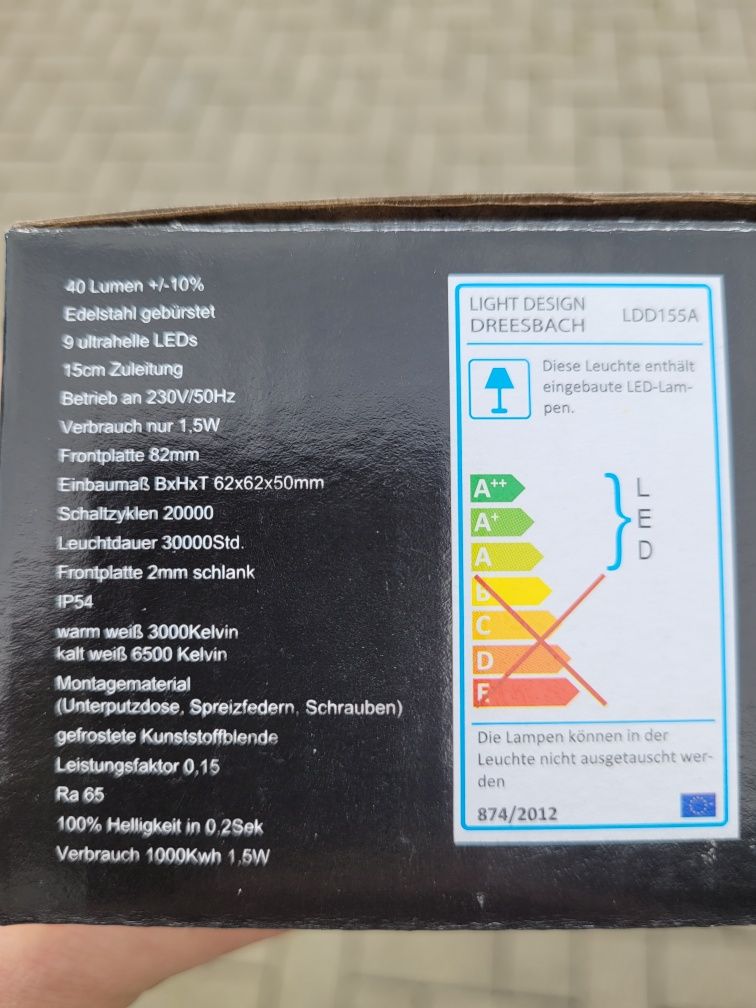 40 Lumen +/-10%
Edelstahl gebürstet
9 ultrahelle LEDs
15cm Zuleitung
Betrieb an 230V/50Hz
Verbrauch nur 1,5W
Frontplatte 82mm
Einbaumaß BxHxT 62x62x50mm
Schaltzyklen 20000
Leuchtdauer 30000Std.
Frontplatte 2mm schlank
IP54
warm weiß 3000Kelvin
kalt weiß 6500 Kelvin
Montagematerial
(Unterputzdose, Spreizfedern, Schrauben)
gefrostete Kunststoffblende
Leistungsfaktor 0,15
Ra 65
100% Helligkeit in 0,2Sek
Verbrauch 1000Kwh 1,5W
LIGHT DESIGN
DREESBACH LDD155A
Diese Leuchte enthält
eingebaute LED-Lam-
pen.
A++
A+
A
B
C
D
E
L
E
D
Die Lampen können in der
Leuchte nicht ausgetauscht wer-
den
874/2012